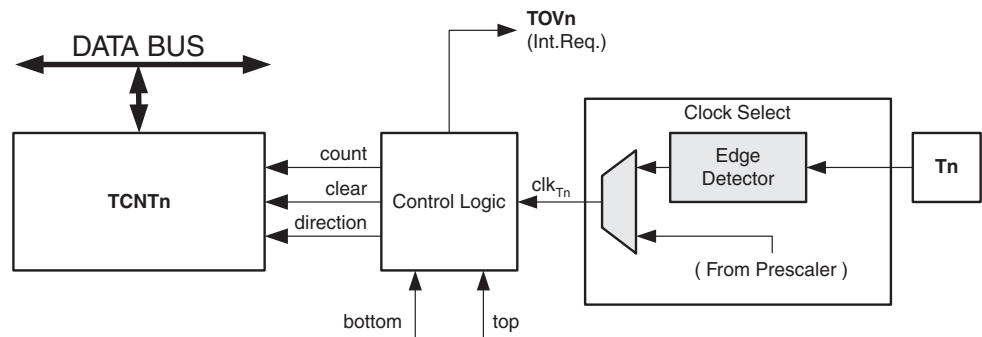 TOVn
(Int.Req.)
DATA BUS
Clock Select
count
Edge
Detector
Tn
TCNTn
clear
Control Logic
clkTn
direction
( From Prescaler )
bottom
top